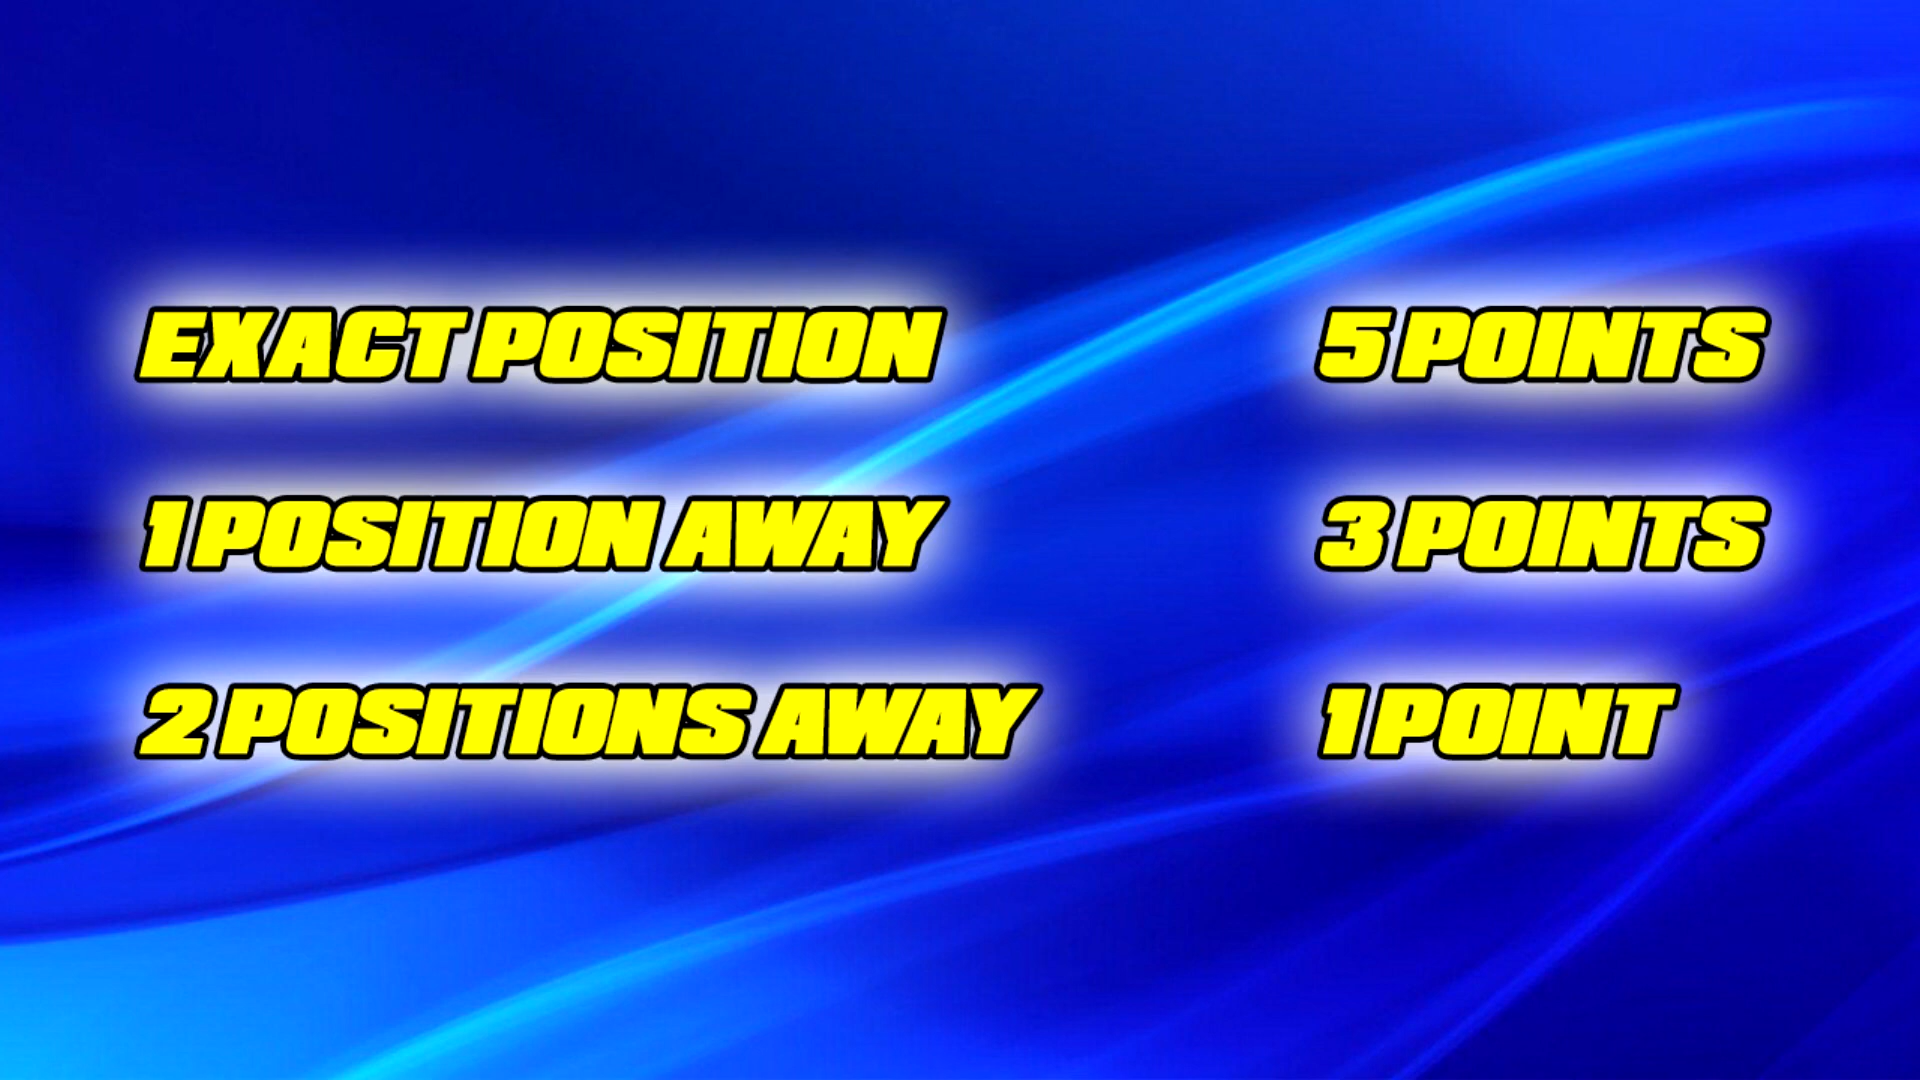 EXACT POSITION 5 POINTS
1 POSITION AWAY 3 POINTS
2 POSITIONS AWAY 1 POINT